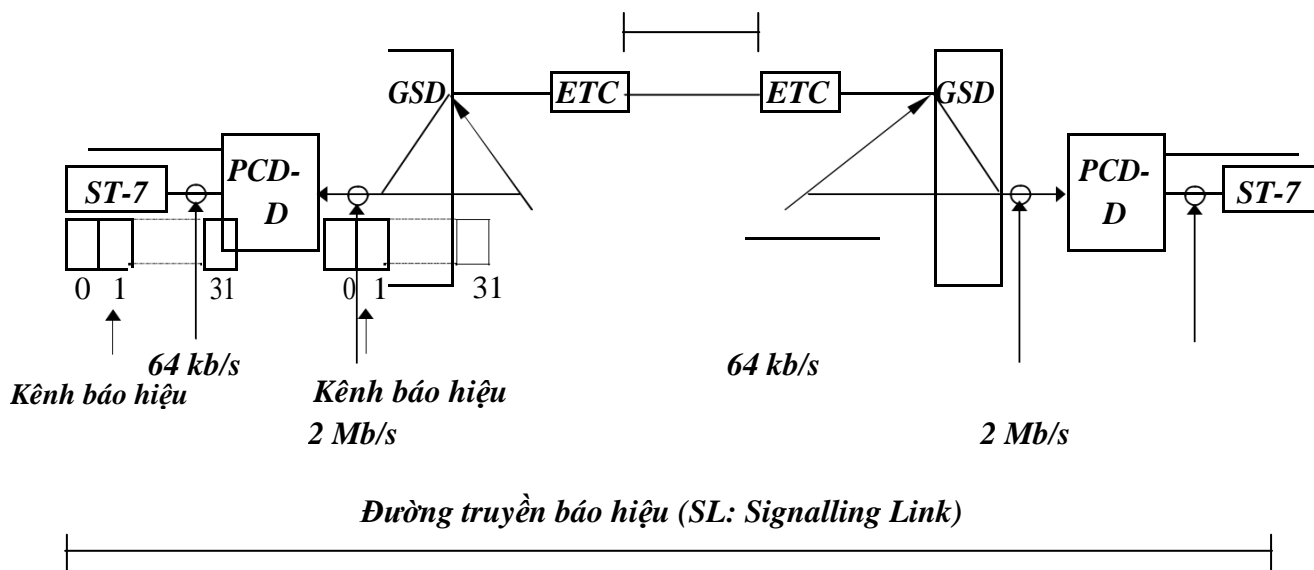 GSD ETC ETC GSD
ST-7 PCD-D PCD-D ST-7
0 1 31 0 1 31
64 kb/s 64 kb/s
Kênh báo hiệu Kênh báo hiệu
2 Mb/s 2 Mb/s
Đường truyền báo hiệu (SL: Signalling Link)